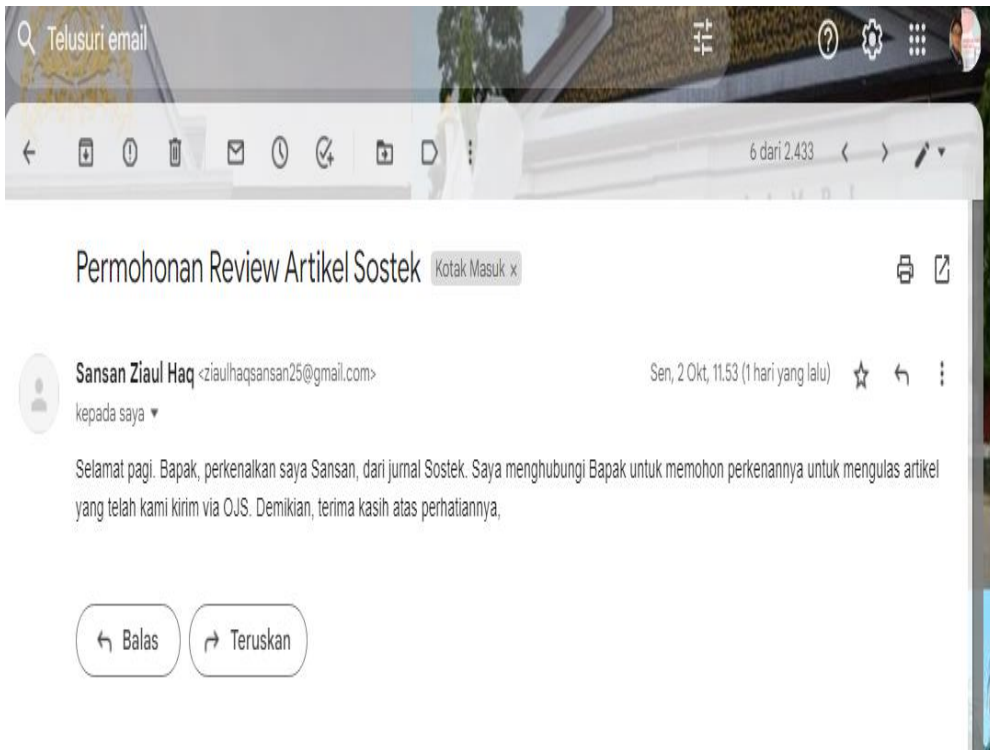 Telusuri email
6 dari 2.433
Permohonan Review Artikel Sostek Kotak Masuk ×
Sansan Ziaul Haq <ziaulhaqsansan25@gmail.com> Sen, 2 Okt, 11.53 (1 hari yang lalu)
kepada saya
Selamat pagi. Bapak, perkenalkan saya Sansan, dari jurnal Sostek. Saya menghubungi Bapak untuk memohon perkenannya untuk mengulas artikel
yang telah kami kirim via OJS. Demikian, terima kasih atas perhatiannya,
Balas Teruskan